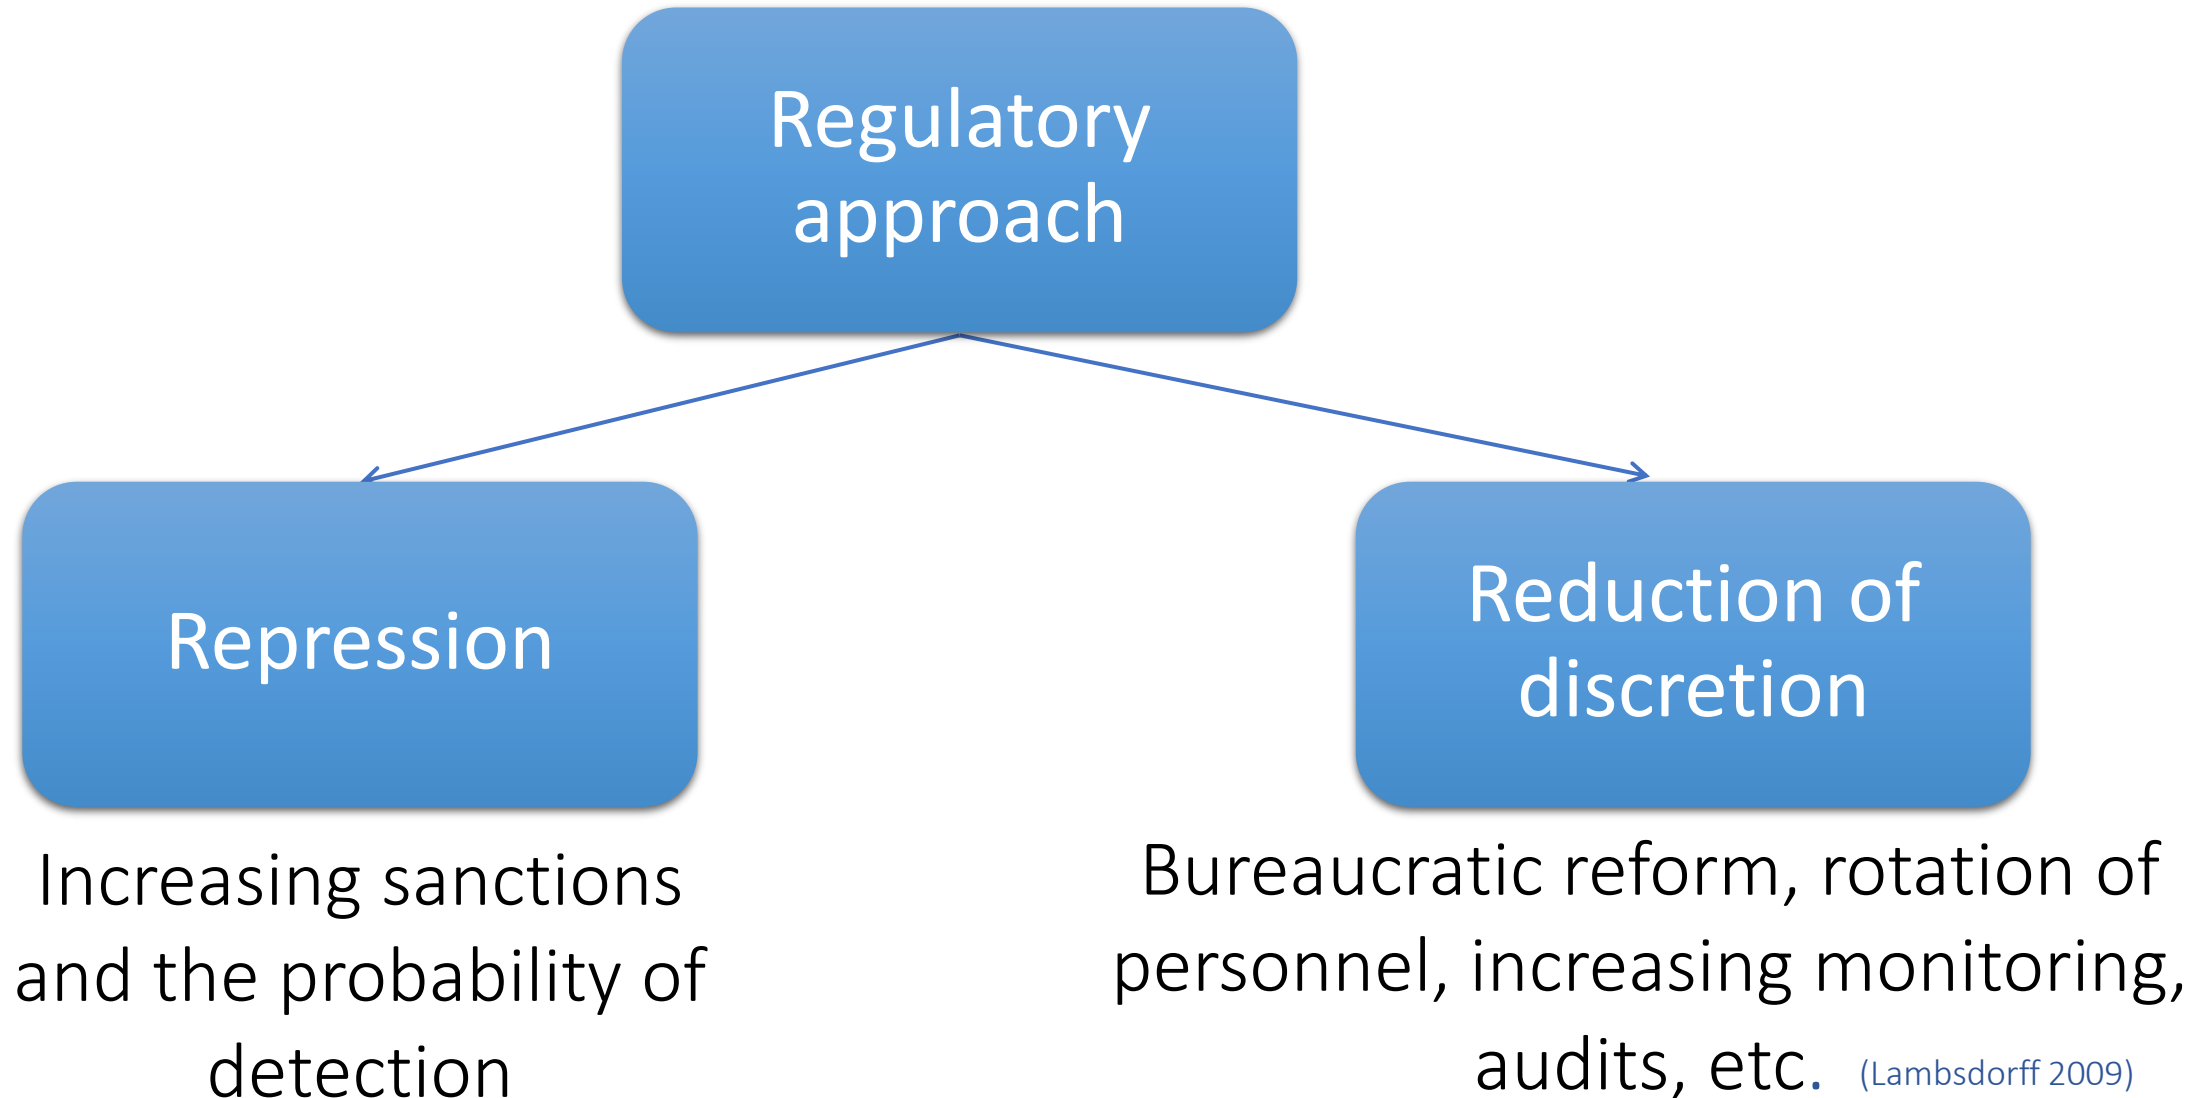 Regulatory
approach
Repression
Reduction of
discretion
Increasing sanctions
and the probability of
detection
Bureaucratic reform, rotation of
personnel, increasing monitoring,
audits, etc. (Lambsdorff 2009)